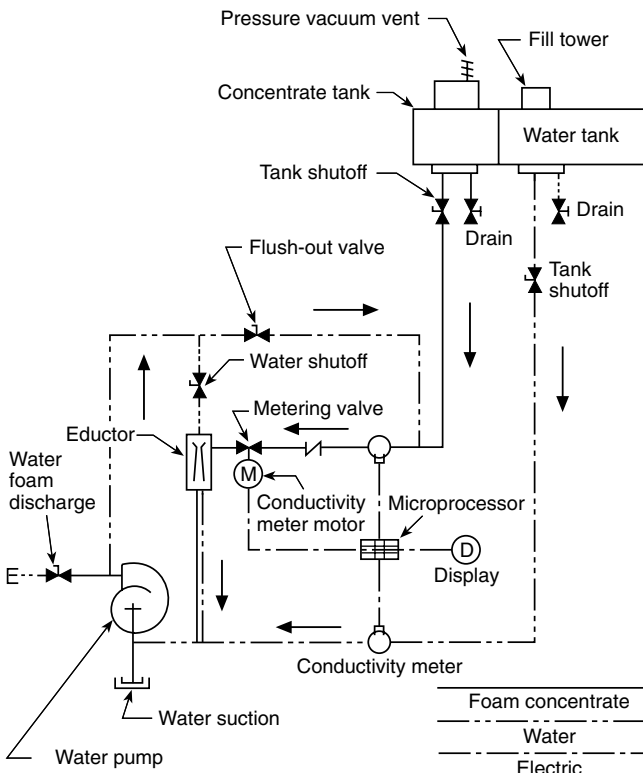 Pressure vacuum vent
Fill tower
Concentrate tank
Water tank
Tank shutoff
Drain
Drain
Flush-out valve
Tank
shutoff
Water shutoff
Metering valve
Eductor
Water
foam
discharge
M
Conductivity
meter motor
Microprocessor
D
Display
Conductivity meter
Water suction
Water pump
Foam concentrate
Water
Electric